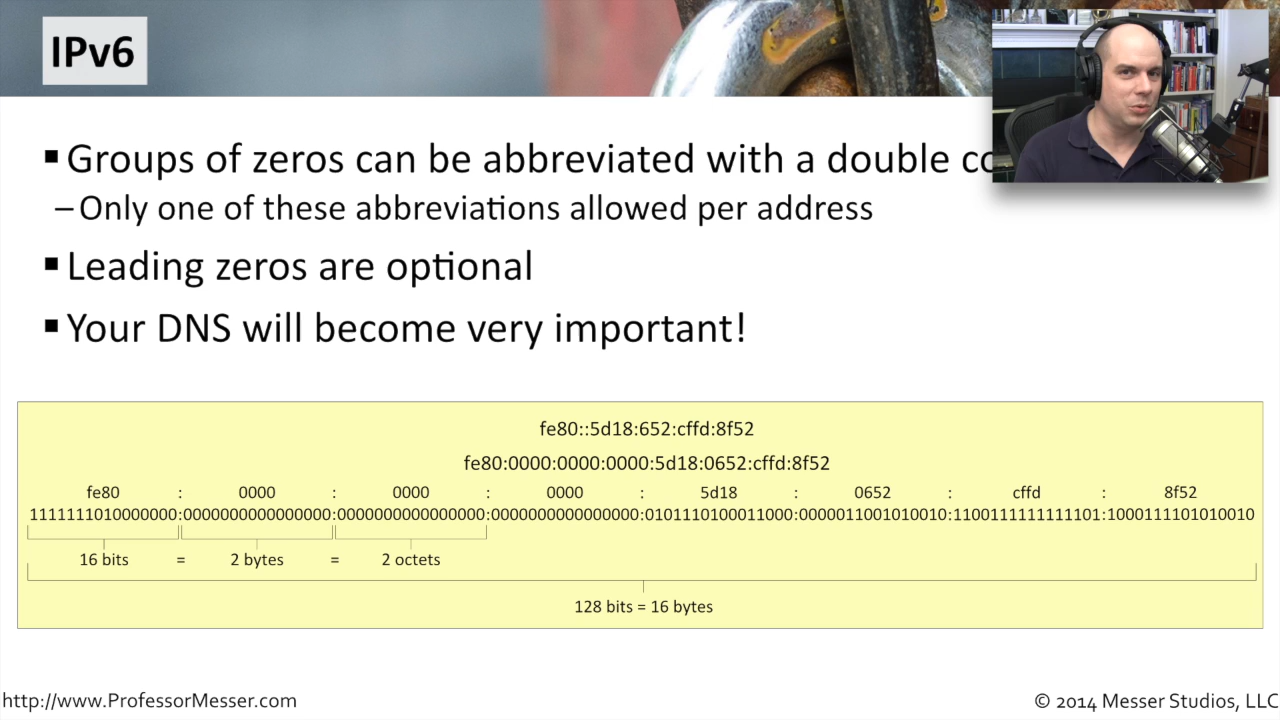 IPv6
▪ Groups of zeros can be abbreviated with a double
– Only one of these abbreviations allowed per address
▪ Leading zeros are optional
▪ Your DNS will become very important!
fe80::5d18:652:cffd:8f52
fe80:0000:0000:0000:5d18:0652:cffd:8f52
fe80 : 0000 : 0000 : 0000 : 5d18 : 0652 : cffd : 8f52
1111111010000000:0000000000000000:0000000000000000:0000000000000000:0101110100011000:0000011001010010:1100111111111101:1000111101010010
16 bits = 2 bytes = 2 octets
128 bits = 16 bytes
http://www.ProfessorMesser.com
© 2014 Messer Studios, LLC